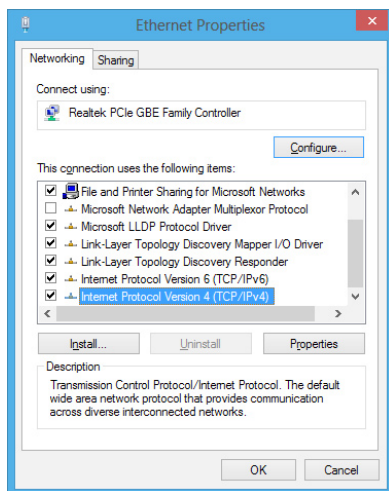 Ethernet Properties
Networking
Sharing
Connect using:
Realtek PCIe GBE Family Controller
Configure...
This connection uses the following items:
File and Printer Sharing for Microsoft Networks
Microsoft Network Adapter Multiplexor Protocol
Microsoft LLDP Protocol Driver
Link-Layer Topology Discovery Mapper I/O Driver
Link-Layer Topology Discovery Responder
Internet Protocol Version 6 (TCP/IPv6)
Internet Protocol Version 4 (TCP/IPv4)
Install...
Uninstall
Properties
Description
Transmission Control Protocol/Internet Protocol. The default
wide area network protocol that provides communication
across diverse interconnected networks.
OK
Cancel